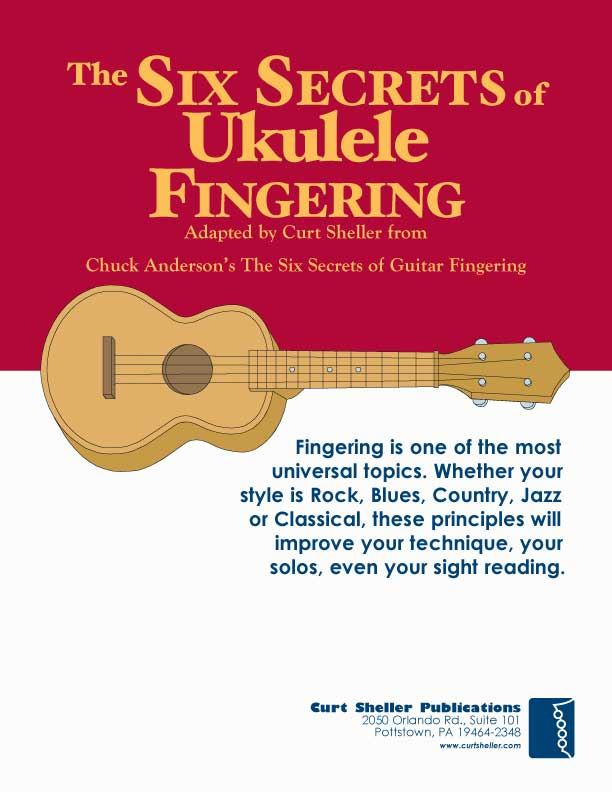 The Six Secrets of
Ukulele
Fingering
Adapted by Curt Sheller from
Chuck Anderson's The Six Secrets of Guitar Fingering
Fingering is one of the most
universal topics. Whether your
style is Rock, Blues, Country, Jazz
or Classical, these principles will
improve your technique, your
solos, even your sight reading.
Curt Sheller Publications
2050 Orlando Rd., Suite 101
Pottstown, PA 19464-2348
www.curtsheller.com